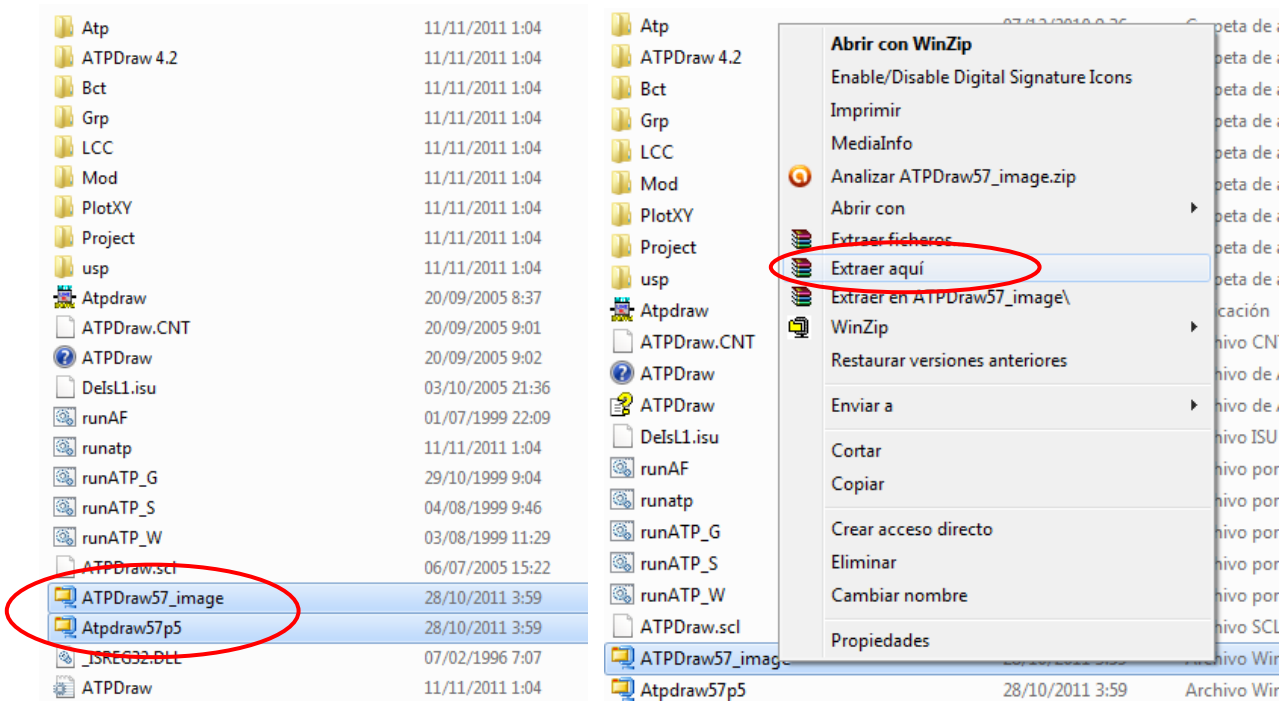 Atp 11/11/2011 1:04
ATPDraw 4.2 11/11/2011 1:04
Bct 11/11/2011 1:04
Grp 11/11/2011 1:04
LCC 11/11/2011 1:04
Mod 11/11/2011 1:04
PlotXY 11/11/2011 1:04
Project 11/11/2011 1:04
usp 11/11/2011 1:04
Atpdraw 20/09/2005 8:37
ATPDraw.CNT 20/09/2005 9:01
ATPDraw 20/09/2005 9:02
DeIsL1.isu 03/10/2005 21:36
runAF 01/07/1999 22:09
runatp 11/11/2011 1:04
runATP_G 29/10/1999 9:04
runATP_S 04/08/1999 9:46
runATP_W 03/08/1999 11:29
ATPDraw.scl 06/07/2005 15:22
ATPDraw57_image 28/10/2011 3:59
Atpdraw57p5 28/10/2011 3:59
_ISREG32.DLL 07/02/1996 7:07
ATPDraw 11/11/2011 1:04
Atp
ATPDraw 4.2
Bct
Grp
LCC
Mod
PlotXY
Project
usp
Atpdraw
ATPDraw.CNT
ATPDraw
ATPDraw
DeIsL1.isu
runAF
runatp
runATP_G
runATP_S
runATP_W
ATPDraw.scl
ATPDraw57_image
Atpdraw57p5 28/10/2011 3:59 Archivo Win
Abrir con WinZip
Enable/Disable Digital Signature Icons
Imprimir
MediaInfo
Analizar ATPDraw57_image.zip
Abrir con
Extraer ficheros
Extraer aquí
Extraer en ATPDraw57_image\
WinZip
Restaurar versiones anteriores
Enviar a
Cortar
Copiar
Crear acceso directo
Eliminar
Cambiar nombre
Propiedades